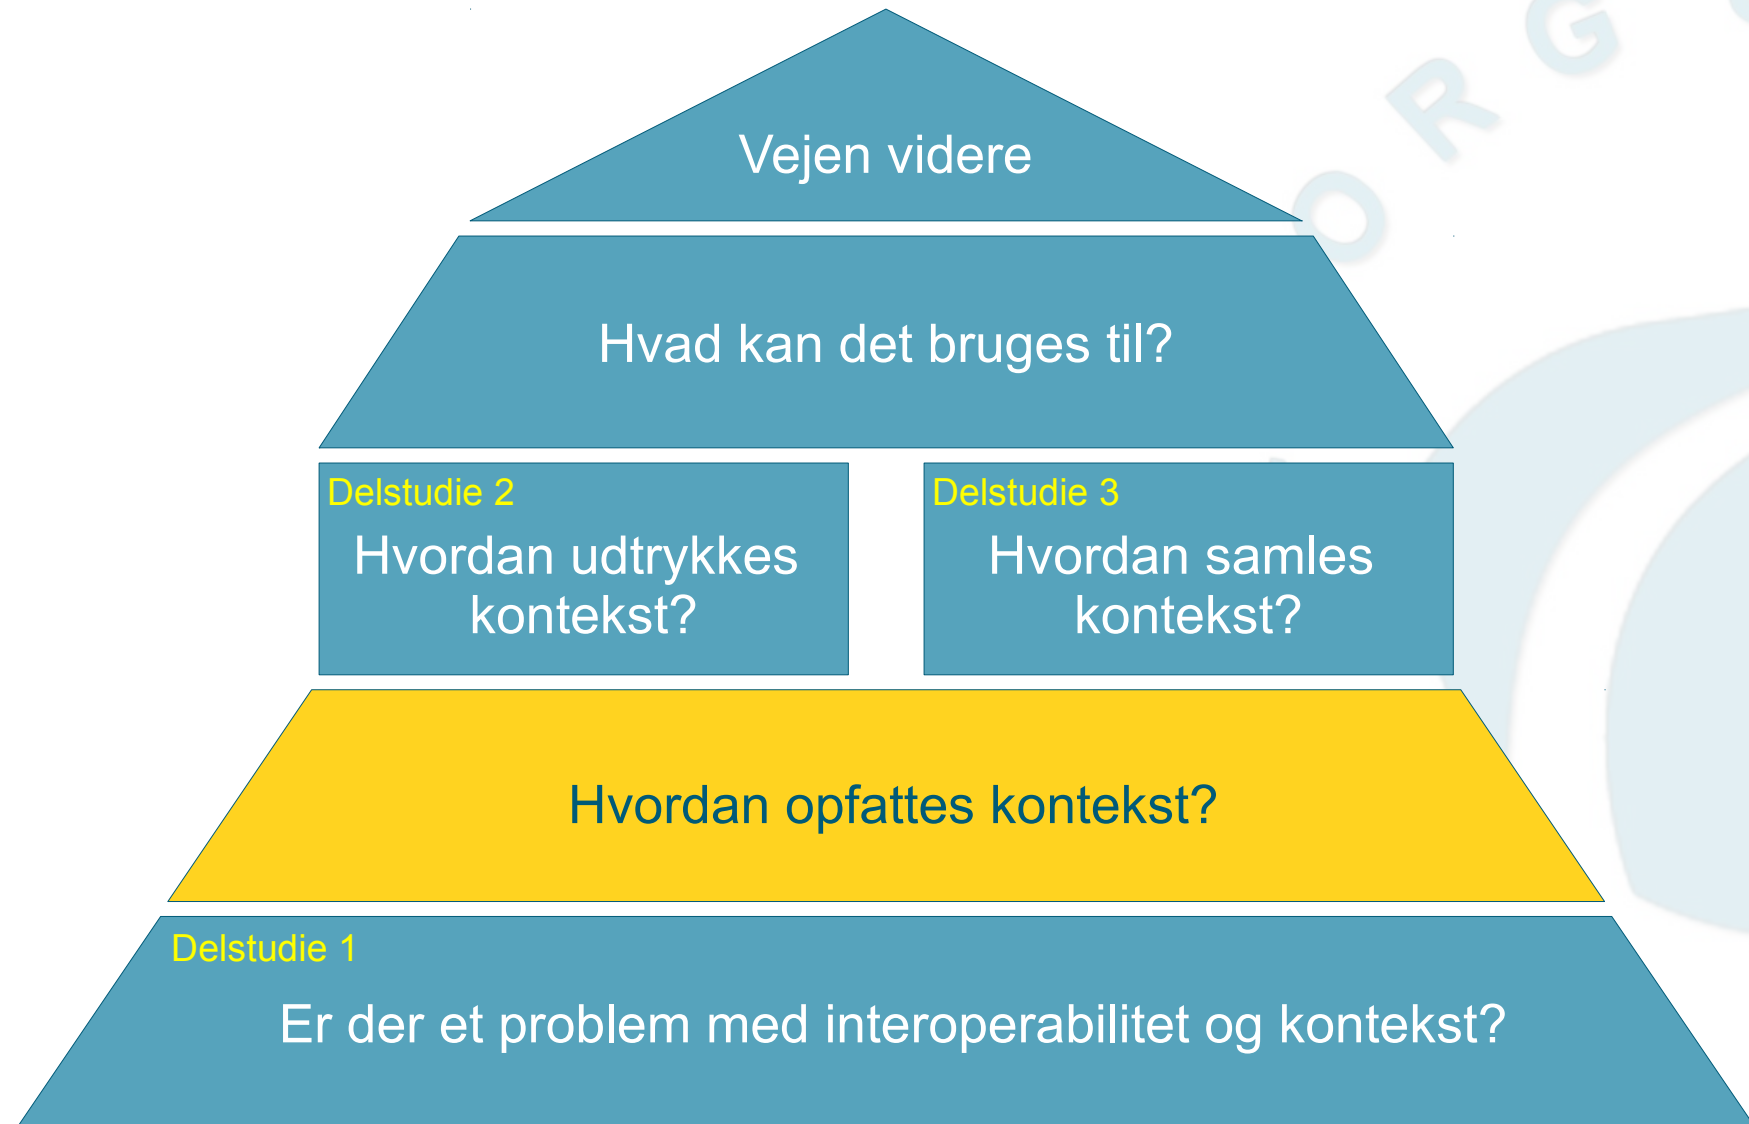 Vejen videre
Hvad kan det bruges til?
Delstudie 2
Hvordan udtrykkes
kontekst?
Delstudie 3
Hvordan samles
kontekst?
Hvordan opfattes kontekst?
Delstudie 1
Er der et problem med interoperabilitet og kontekst?
O R G